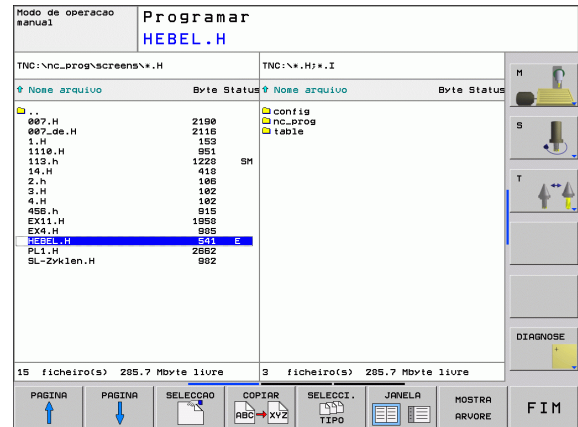 Modo de operacao
manual
Programar
HEBEL.H
TNC:\nc_prog\screens\*.H
TNC:\*.H;*.I
Nome arquivo Byte Status
Nome arquivo Byte Status
..
007.H 2190
007_de.H 2116
1.H 153
1110.H 951
113.h 1228 SM
14.H 418
2.h 106
3.H 102
4.H 102
456.h 915
EX11.H 1958
EX4.H 985
HEBEL.H 541 E
PL1.H 2662
SL-Zyklen.H 982
config
nc_prog
table
15 ficheiro(s) 285.7 Mbyte livre
3 ficheiro(s) 285.7 Mbyte livre
M
S
T
DIAGNOSE
PAGINA
PAGINA
SELECCAO
COPIAR
ABC XYZ
SELECCI.
TIPO
JANELA
MOSTRA
ARVORE
FIM